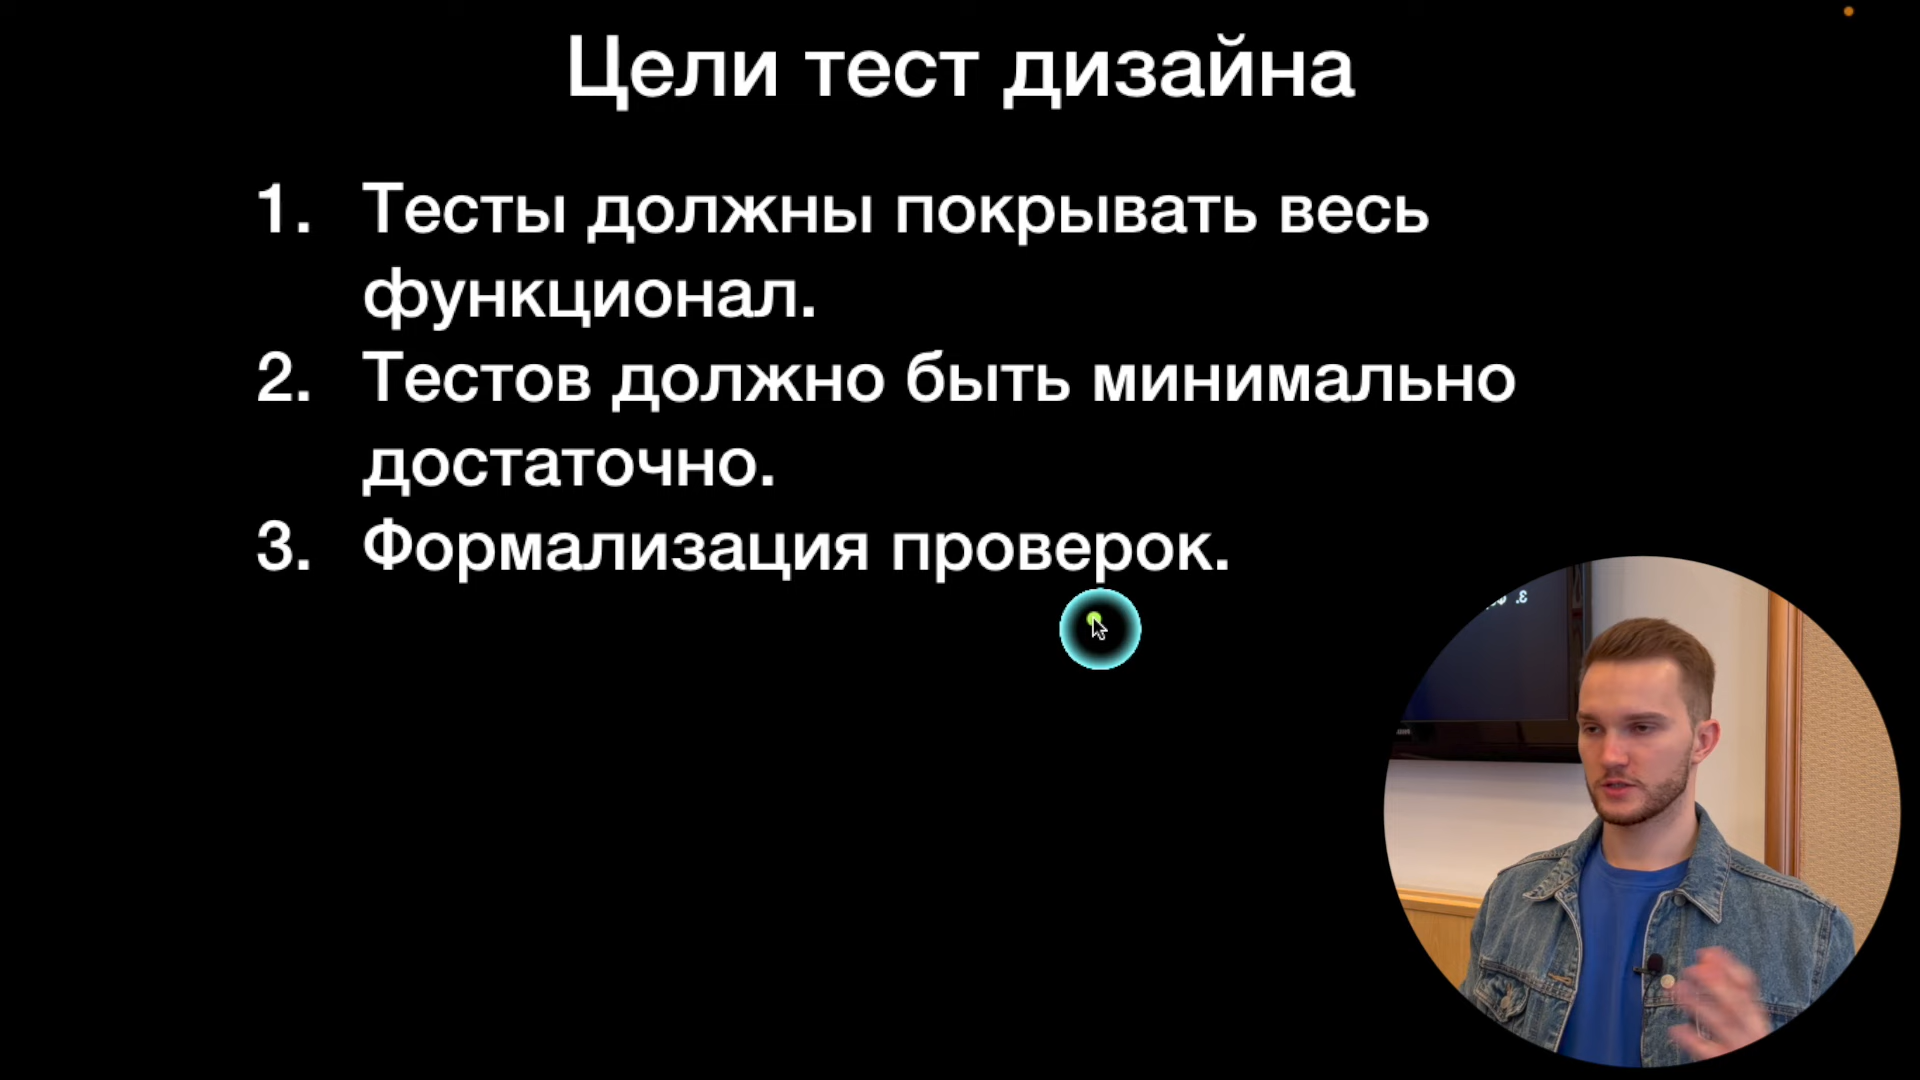 Цели тест дизайна
1. Тесты должны покрывать весь
функционал.
2. Тестов должно быть минимально
достаточно.
3. Формализация проверок.